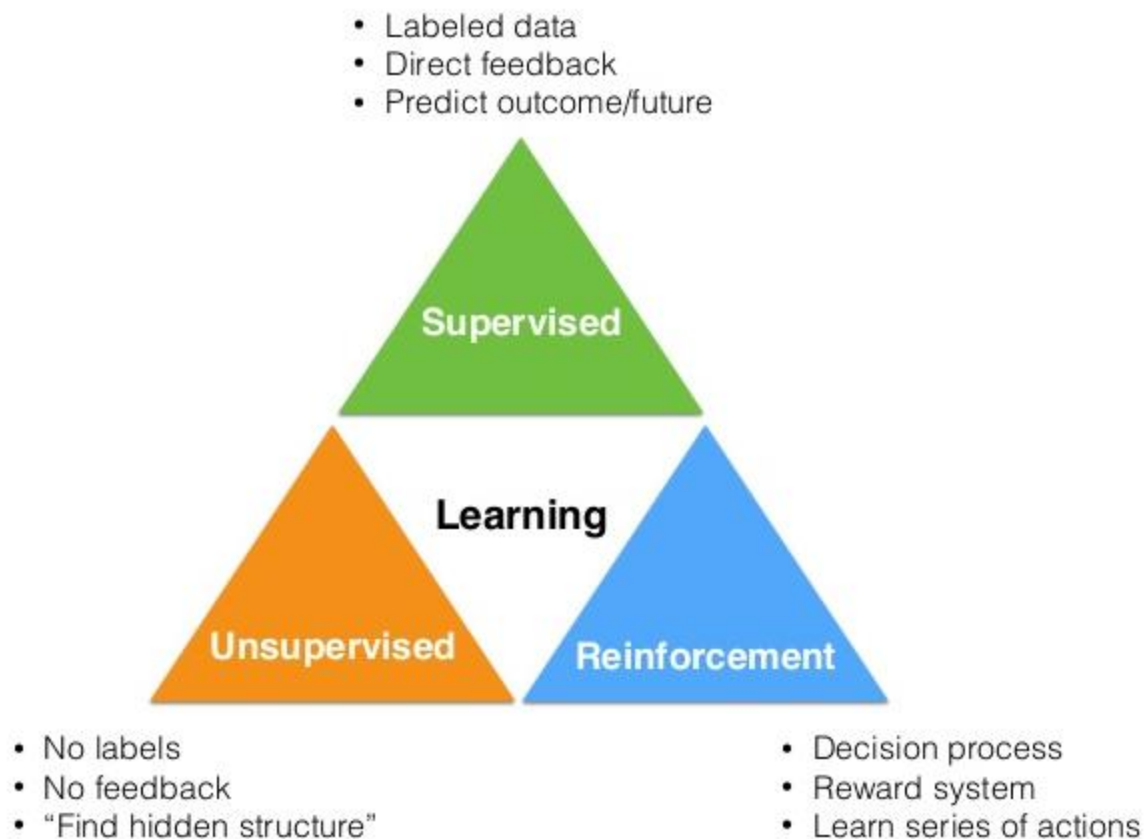 • Labeled data
• Direct feedback
• Predict outcome/future
Supervised
Learning
Unsupervised
Reinforcement
• No labels
• No feedback
• “Find hidden structure”
• Decision process
• Reward system
• Learn series of actions